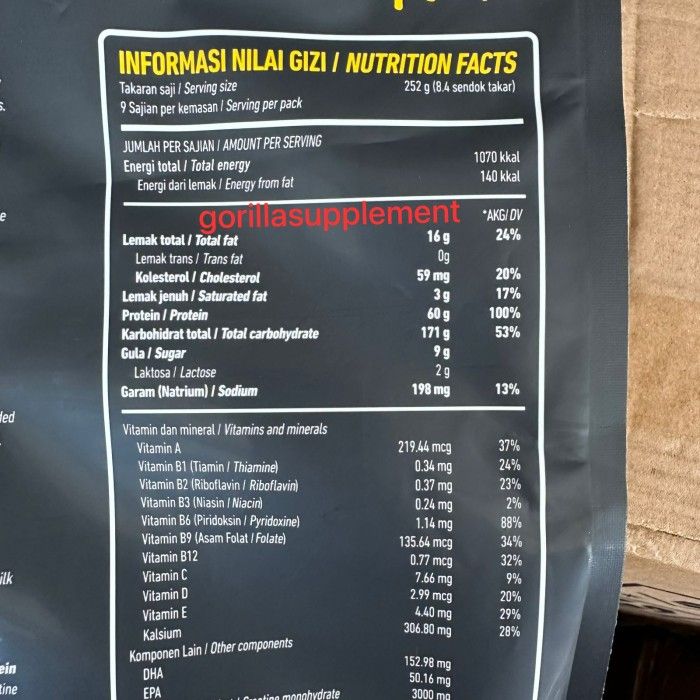 INFORMASI NILAI GIZI / NUTRITION FACTS
Takaran saji / Serving size 252 g (8.4 sendok takar)
9 Sajian per kemasan / Serving per pack
JUMLAH PER SAJIAN / AMOUNT PER SERVING
Energi total / Total energy 1070 kkal
Energi dari lemak / Energy from fat 140 kkal
gorillasupplement
*AKG/DV
Lemak total / Total fat 16 g 24%
Lemak trans / Trans fat 0g
Kolesterol / Cholesterol 59 mg 20%
Lemak jenuh / Saturated fat 3 g 17%
Protein / Protein 60 g 100%
Karbohidrat total / Total carbohydrate 171 g 53%
Gula / Sugar 9 g
Laktosa / Lactose 2 g
Garam (Natrium) / Sodium 198 mg 13%
Vitamin dan mineral / Vitamins and minerals
Vitamin A 219.44 mcg 37%
Vitamin B1 (Tiamin / Thiamine) 0.34 mg 24%
Vitamin B2 (Riboflavin / Riboflavin) 0.37 mg 23%
Vitamin B3 (Niasin / Niacin) 0.24 mg 2%
Vitamin B6 (Piridoksin / Pyridoxine) 1.14 mg 88%
Vitamin B9 (Asam Folat / Folate) 135.64 mcg 34%
Vitamin B12 0.77 mcg 32%
Vitamin C 7.66 mg 9%
Vitamin D 2.99 mcg 20%
Vitamin E 4.40 mg 29%
Kalsium 306.80 mg 28%
Komponen Lain / Other components
DHA 152.98 mg
EPA 50.16 mg
Creatine monohydrate 3000 mg